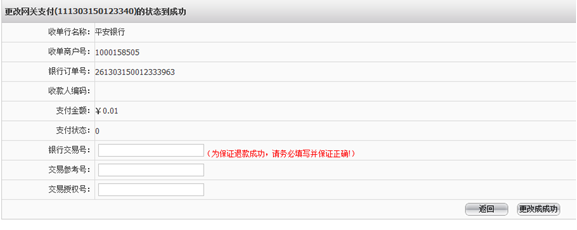 更改网关支付(111303150123340)的状态到成功
收单行名称: 平安银行
收单商户号: 1000158505
银行订单号: 261303150012333963
收款人编码:
支付金额: ￥0.01
支付状态: 0
银行交易号: (为保证退款成功，请务必填写并保证正确!)
交易参考号:
交易授权号:
返回 更改成成功